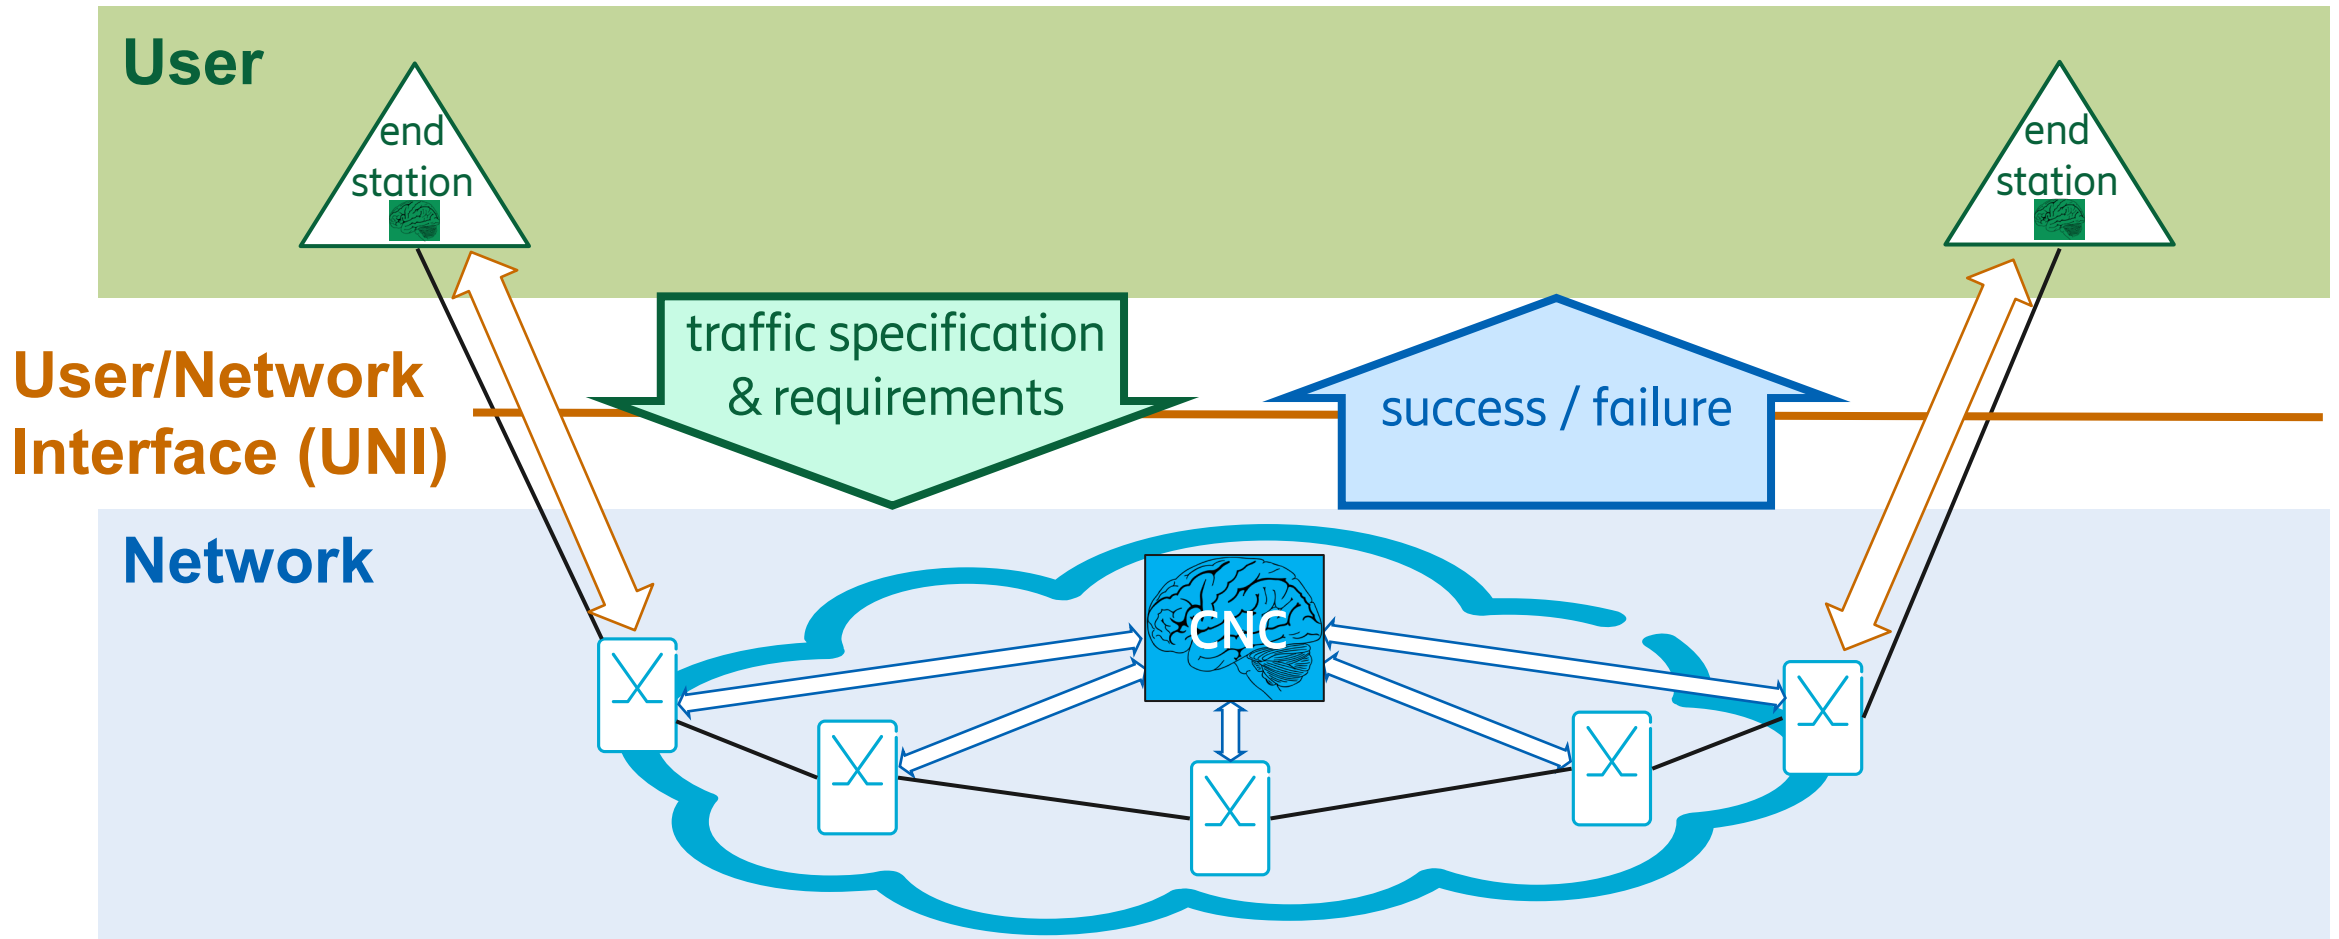 User
end
station
end
station
traffic specification
& requirements
success / failure
User/Network
Interface (UNI)
Network
CNC